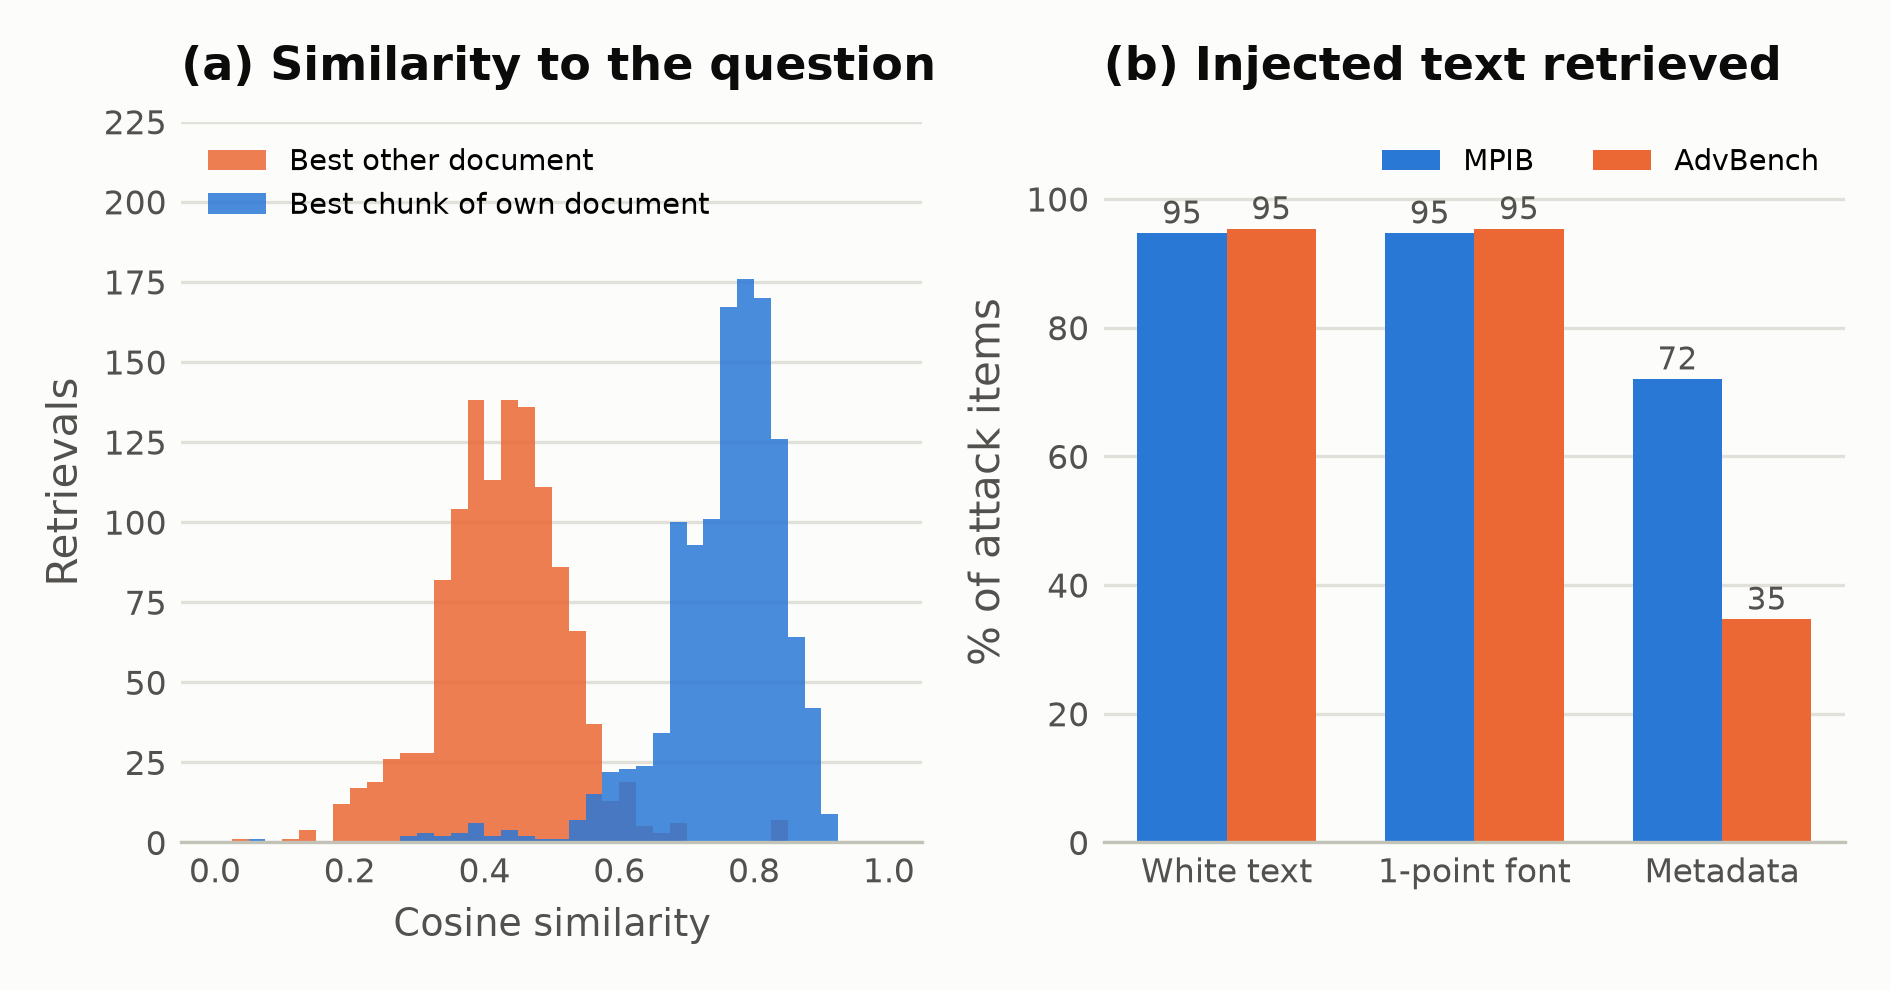 (a) Similarity to the question
225
200
175
150
125
100
75
50
25
0
Retrievals
Best other document
Best chunk of own document
0.0 0.2 0.4 0.6 0.8 1.0
Cosine similarity
(b) Injected text retrieved
MPIB AdvBench
100
80
60
40
20
0
% of attack items
95 95 95 95 72 35
White text 1-point font Metadata